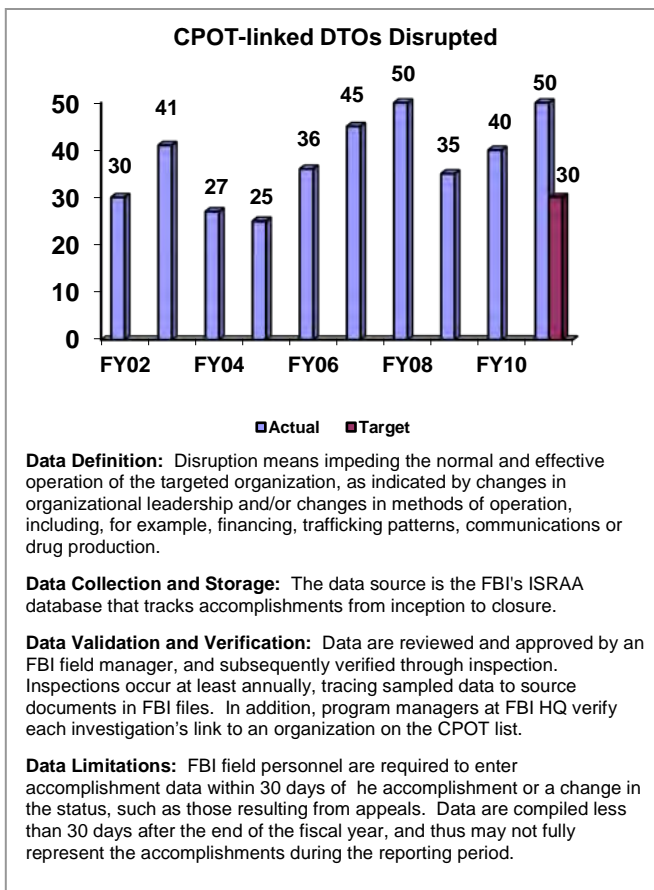 CPOT-linked DTOs Disrupted
50
45
50
41
40
36
35
30
30
27
25
50
40
30
20
10
0
FY02 FY04 FY06 FY08 FY10
Actual Target
Data Definition: Disruption means impeding the normal and effective
operation of the targeted organization, as indicated by changes in
organizational leadership and/or changes in methods of operation,
including, for example, financing, trafficking patterns, communications or
drug production.
Data Collection and Storage: The data source is the FBI's ISRAA
database that tracks accomplishments from inception to closure.
Data Validation and Verification: Data are reviewed and approved by an
FBI field manager, and subsequently verified through inspection.
Inspections occur at least annually, tracing sampled data to source
documents in FBI files. In addition, program managers at FBI HQ verify
each investigation's link to an organization on the CPOT list.
Data Limitations: FBI field personnel are required to enter
accomplishment data within 30 days of he accomplishment or a change in
the status, such as those resulting from appeals. Data are compiled less
than 30 days after the end of the fiscal year, and thus may not fully
represent the accomplishments during the reporting period.